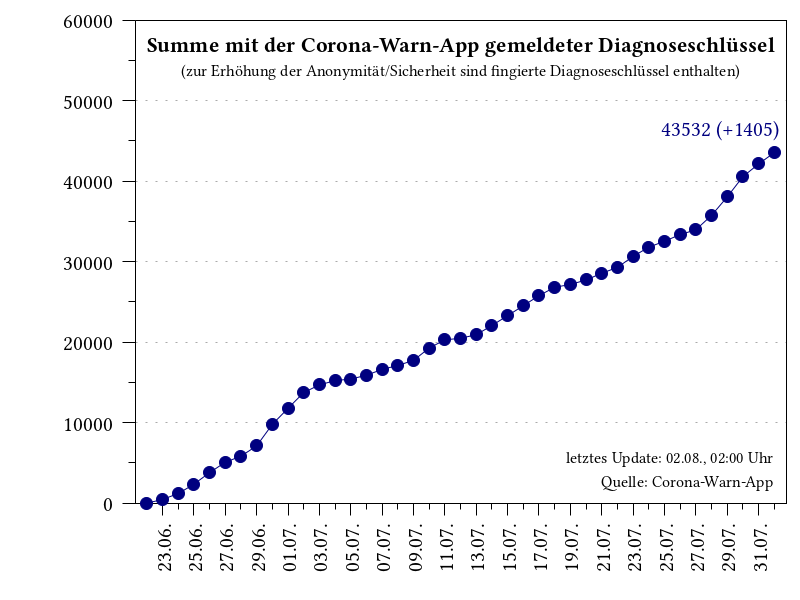 Summe mit der Corona-Warn-App gemeldeter Diagnoseschlüssel
(zur Erhöhung der Anonymität/Sicherheit sind fingierte Diagnoseschlüssel enthalten)
60000
50000
40000
30000
20000
10000
0
43532 (+1405)
letztes Update: 02.08., 02:00 Uhr
Quelle: Corona-Warn-App
23.06. 25.06. 27.06. 29.06. 01.07. 03.07. 05.07. 07.07. 09.07. 11.07. 13.07. 15.07. 17.07. 19.07. 21.07. 23.07. 25.07. 27.07. 29.07. 31.07.